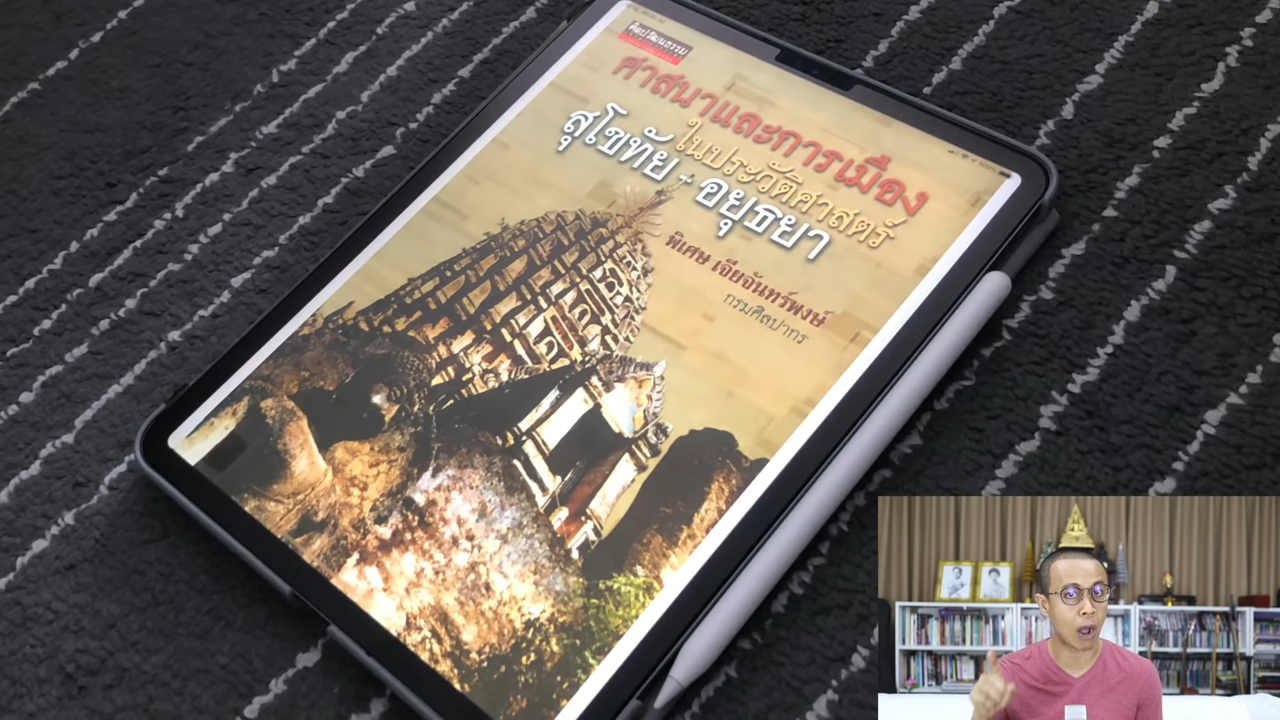 ศิลปวัฒนธรรม
ศาสนาและการเมือง
ในประวัติศาสตร์
สุโขทัย - อยุธยา
พิเศษ เจียจันทร์พงษ์
กรมศิลปากร